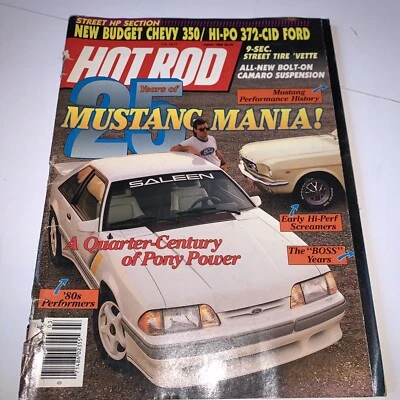 STREET HP SECTION
NEW BUDGET CHEVY 350/ HI-PO 372-CID FORD
HOT ROD
9-SEC.
STREET TIRE 'VETTE
ALL-NEW BOLT-ON
CAMARO SUSPENSION
25
Years of
MUSTANG MANIA!
Mustang
Performance History
Ford
SALEEN
Early Hi-Perf
Screamers
A Quarter-Century
of Pony Power
The "BOSS"
Years
'80s
Performers